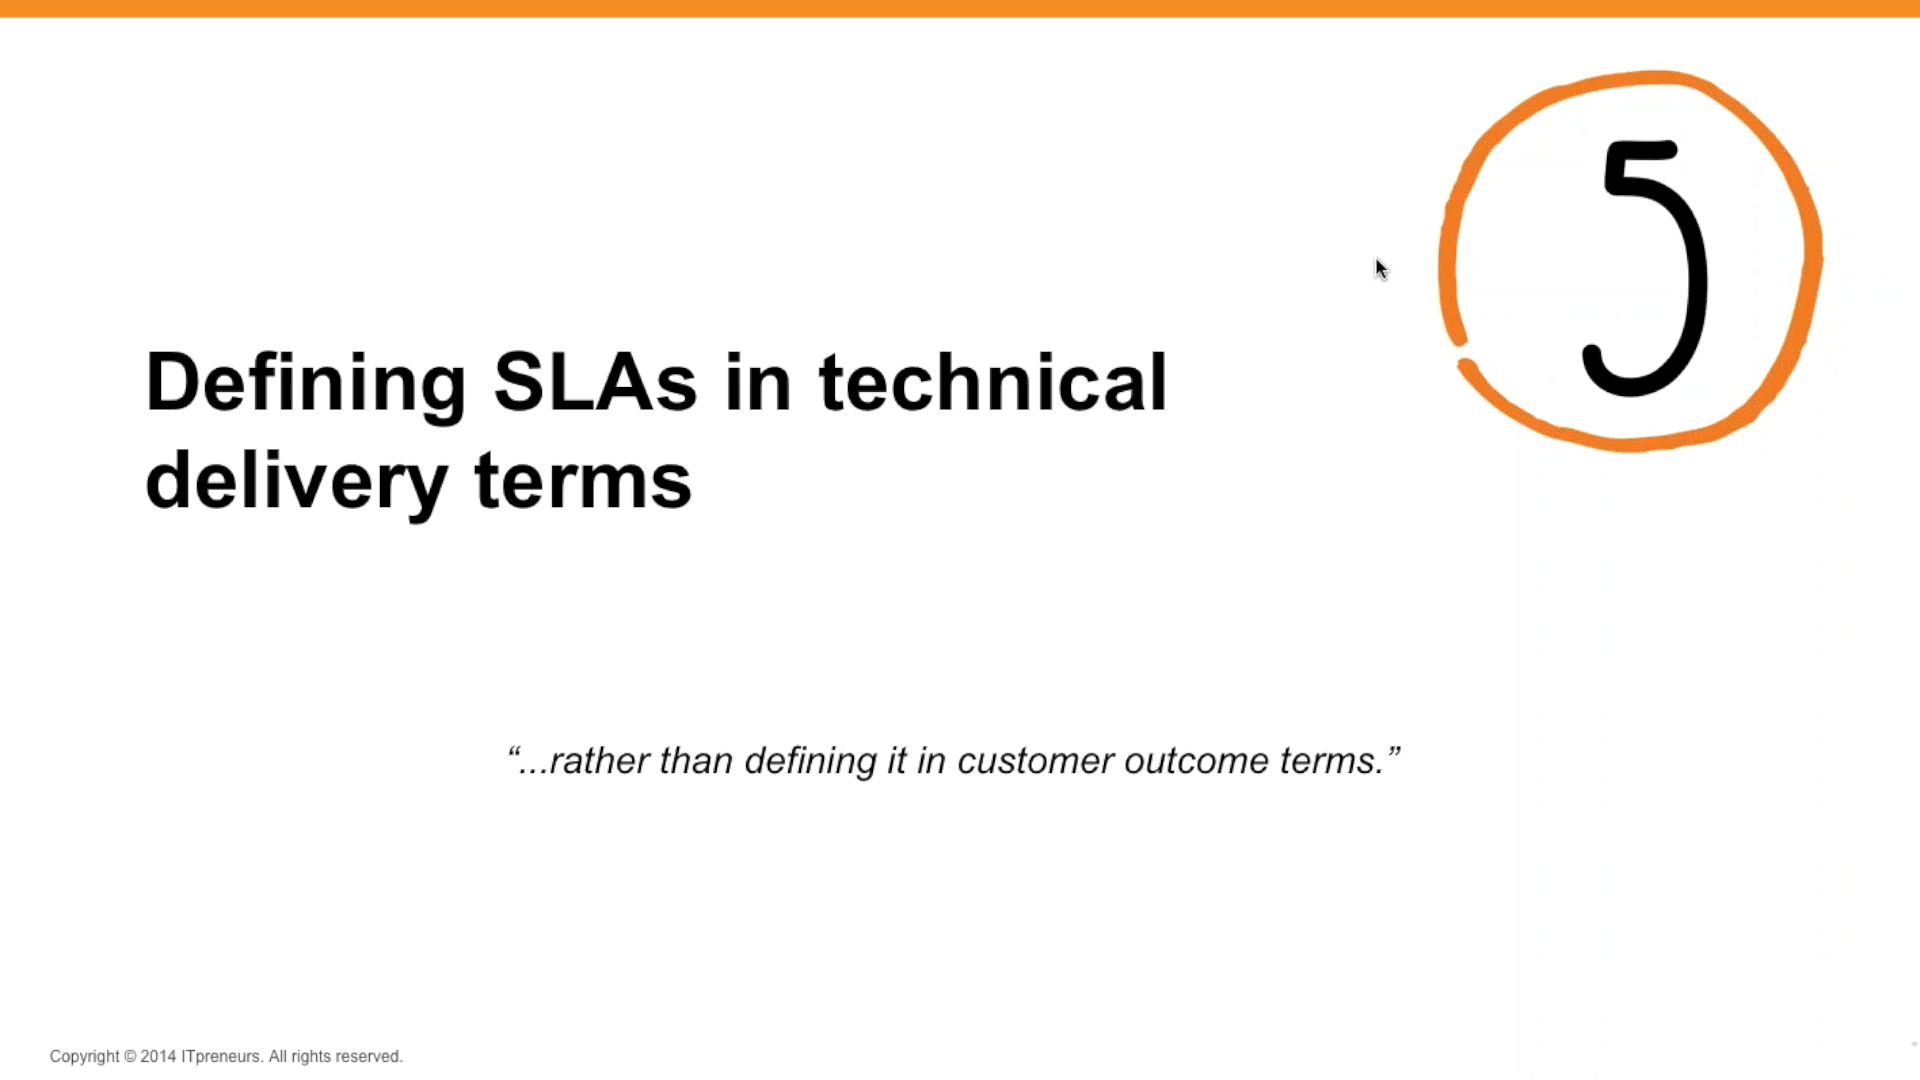 5
Defining SLAs in technical
delivery terms
“...rather than defining it in customer outcome terms.”
Copyright © 2014 ITpreneurs. All rights reserved.